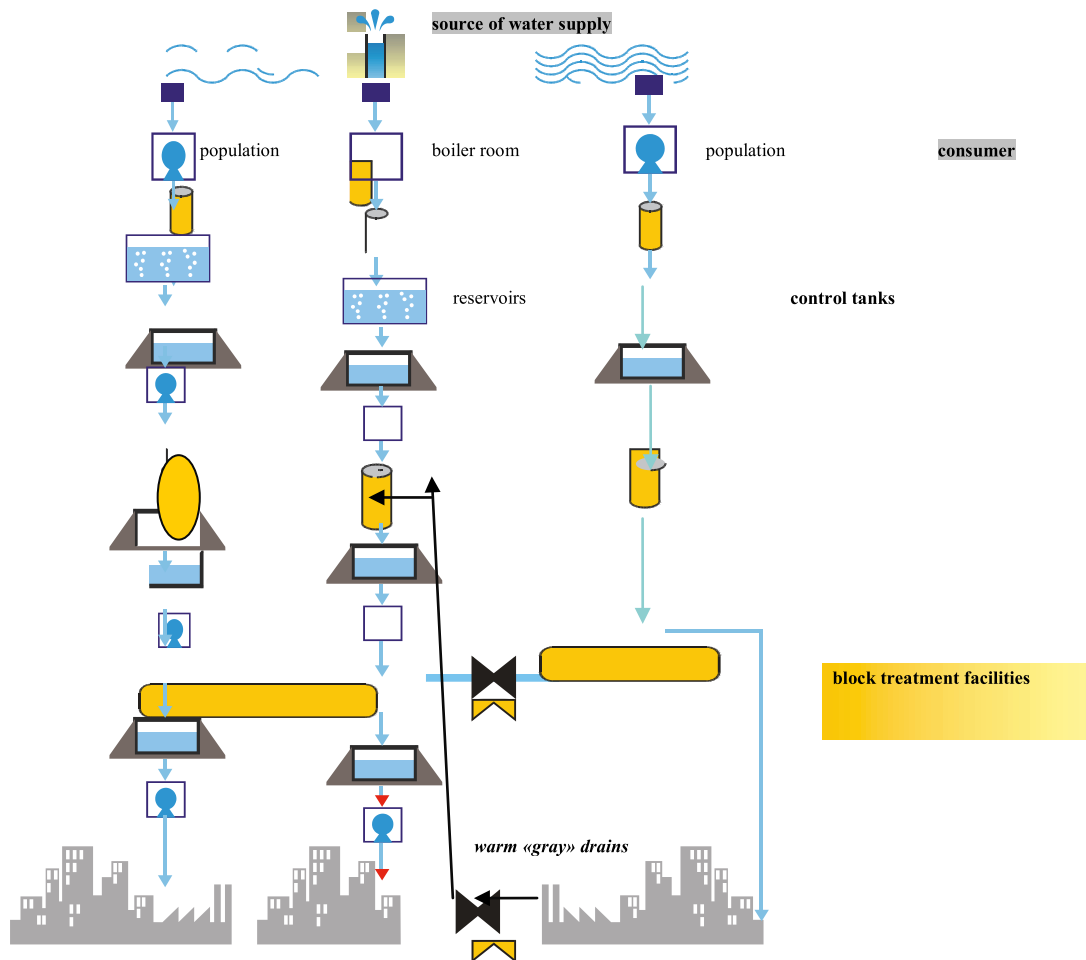 source of water supply
population
boiler room
population
consumer
reservoirs
control tanks
block treatment facilities
warm «gray» drains